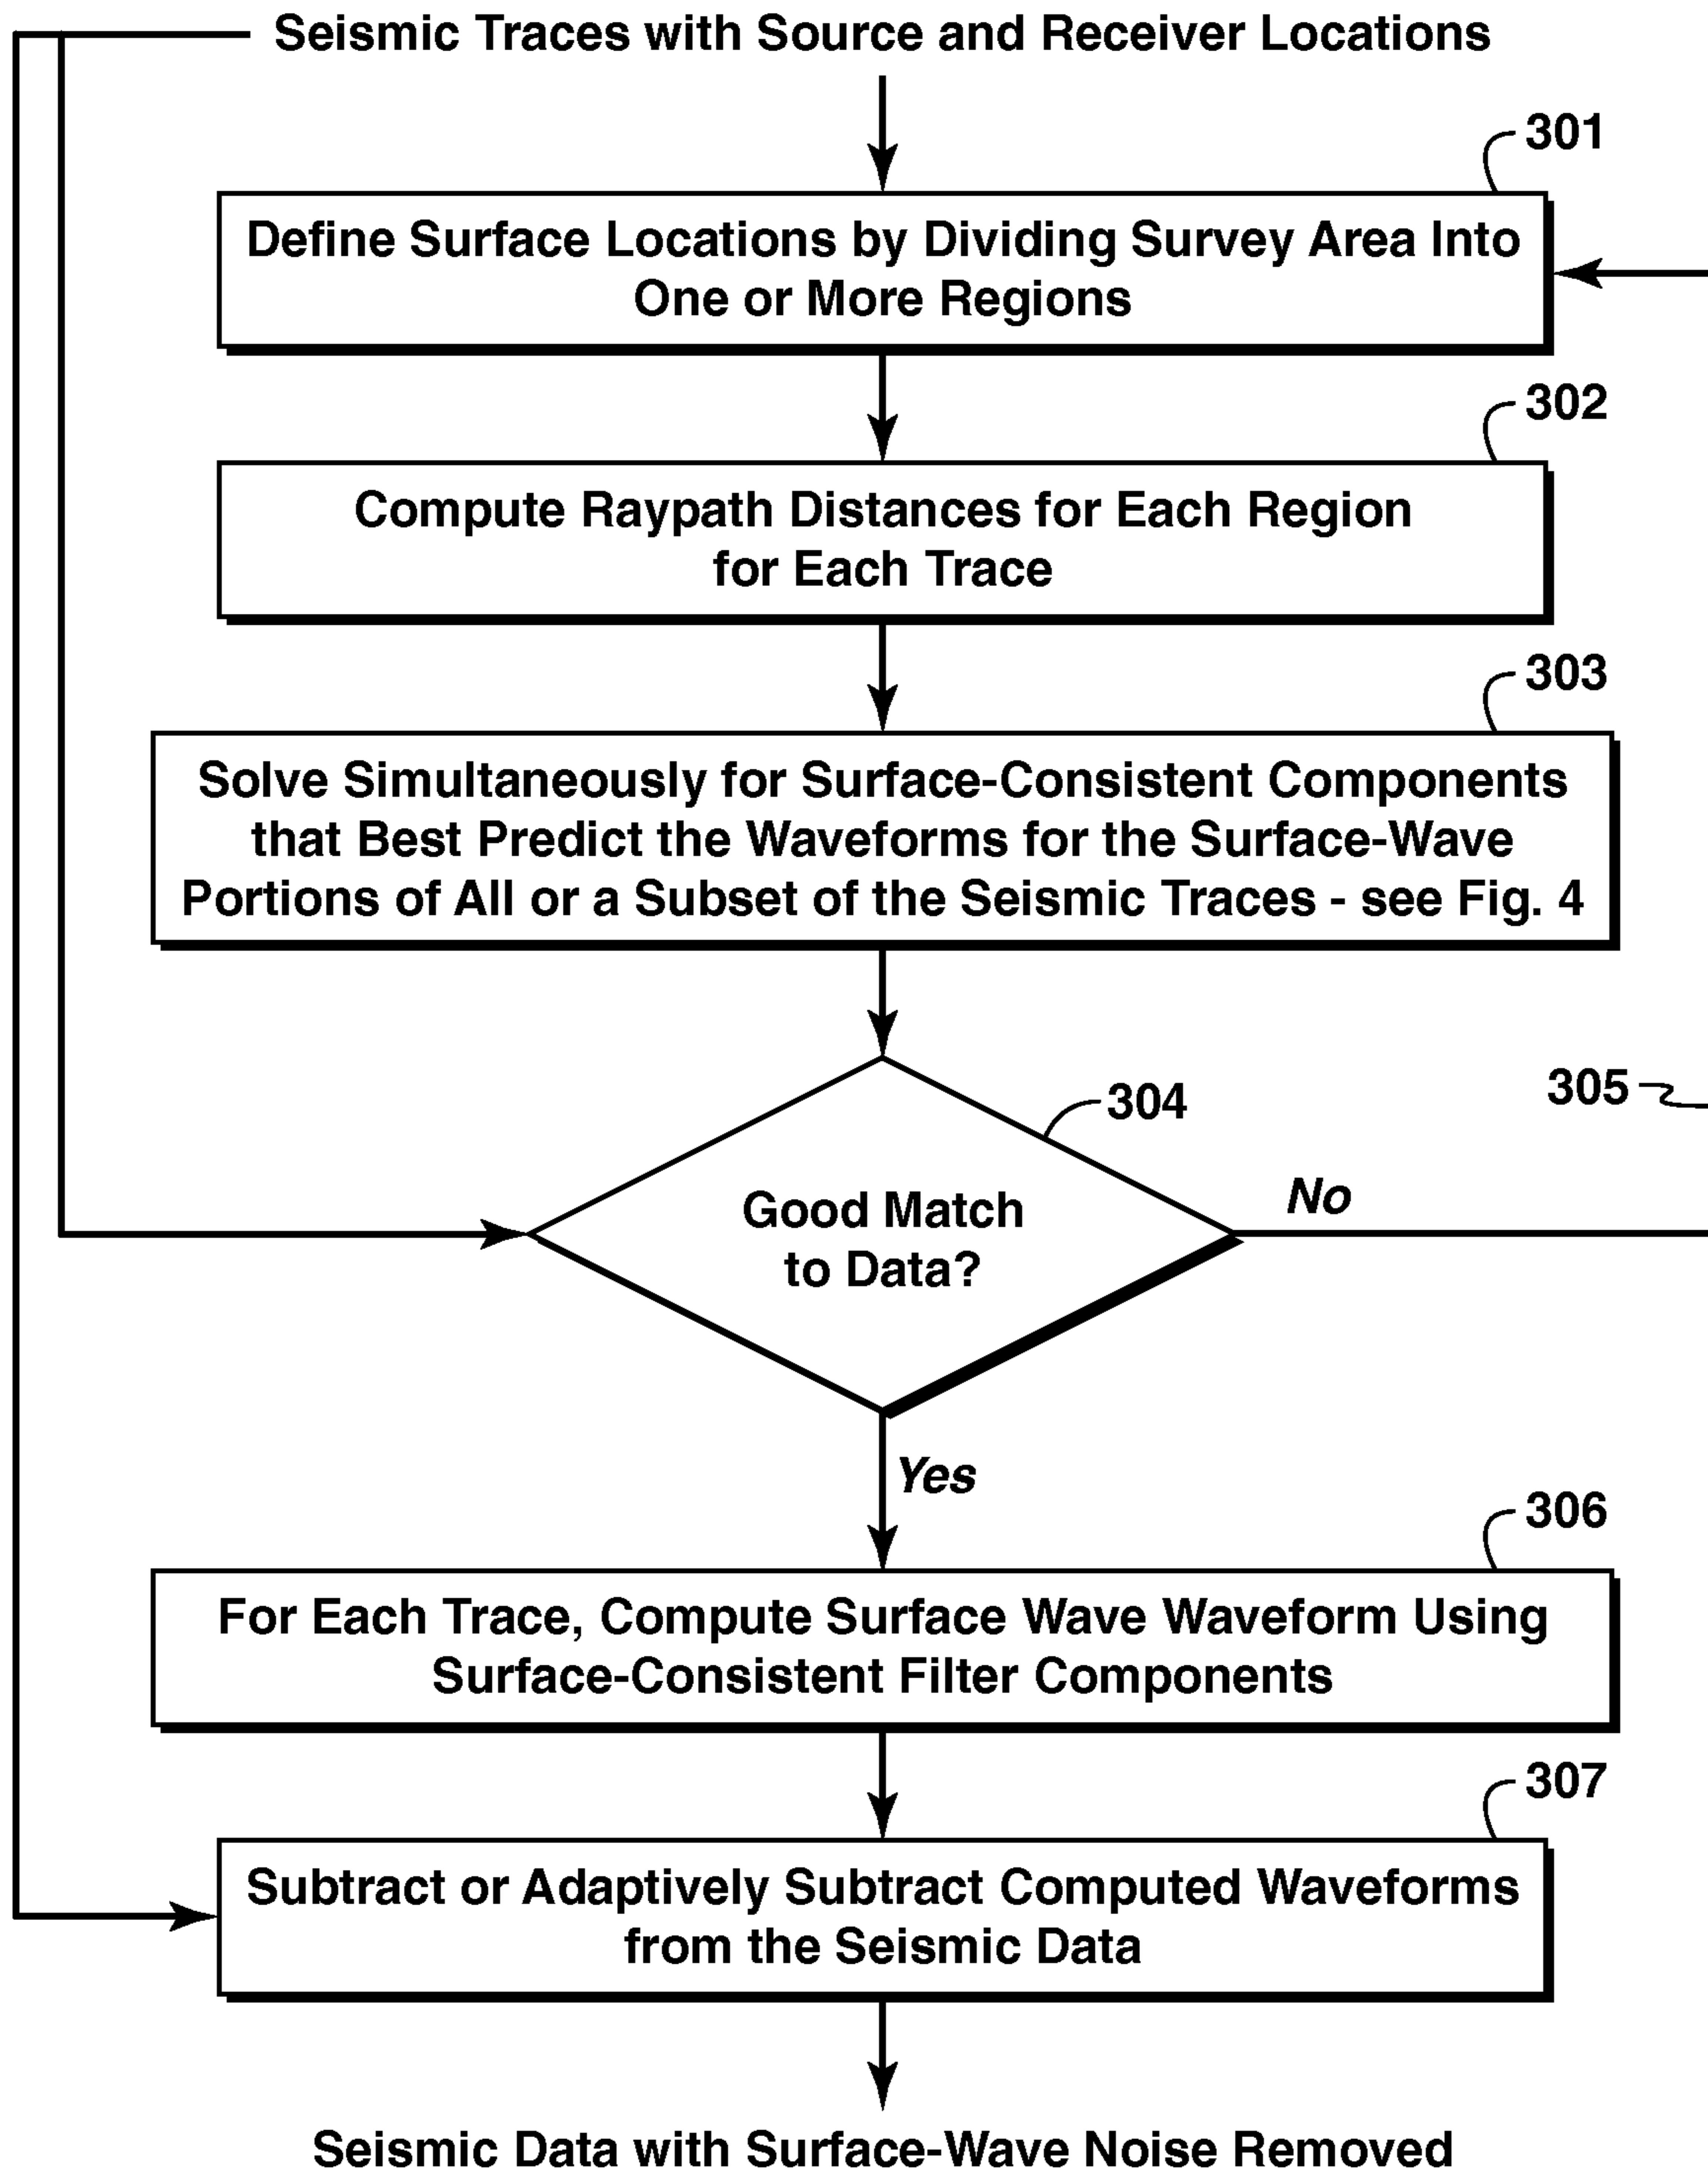 Seismic Traces with Source and Receiver Locations
301
Define Surface Locations by Dividing Survey Area Into
One or More Regions
302
Compute Raypath Distances for Each Region
for Each Trace
303
Solve Simultaneously for Surface-Consistent Components
that Best Predict the Waveforms for the Surface-Wave
Portions of All or a Subset of the Seismic Traces - see Fig. 4
304
305
Good Match
to Data?
No
Yes
306
For Each Trace, Compute Surface Wave Waveform Using
Surface-Consistent Filter Components
307
Subtract or Adaptively Subtract Computed Waveforms
from the Seismic Data
Seismic Data with Surface-Wave Noise Removed